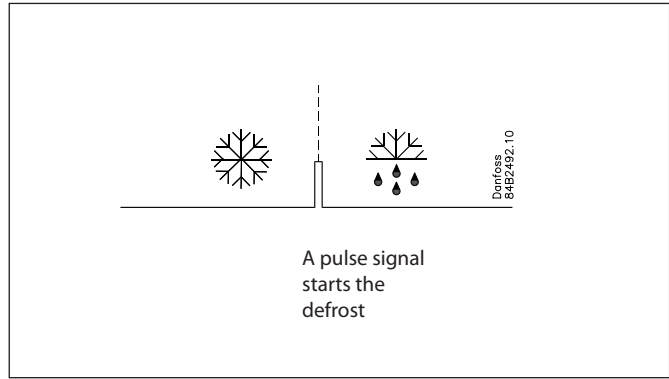 Danfoss
84B2492.10
A pulse signal
starts the
defrost